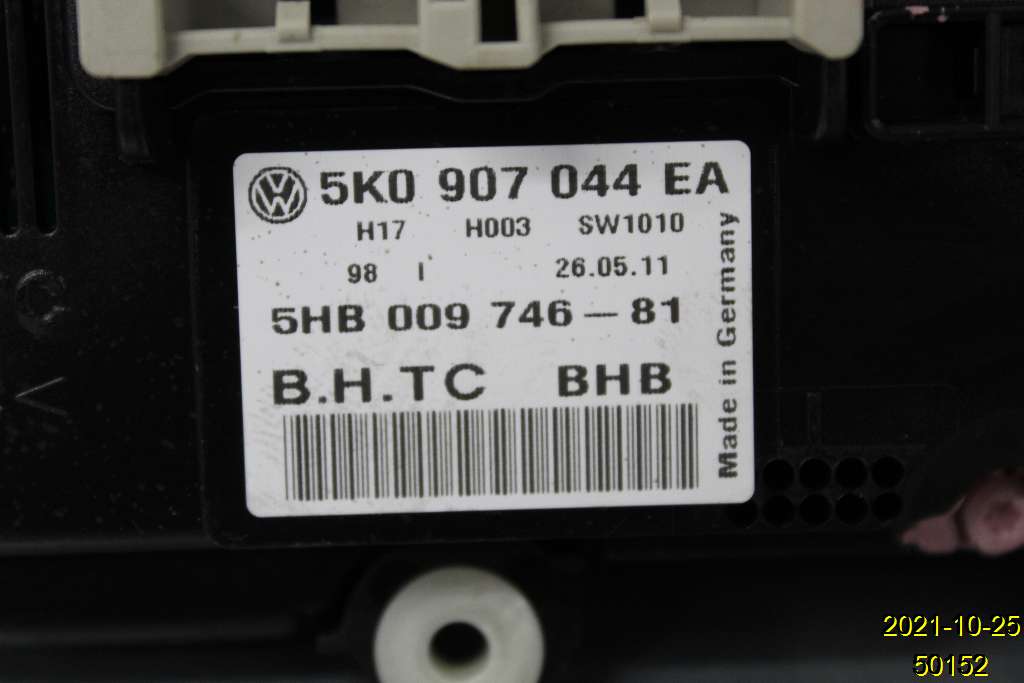 5K0 907 044 EA
H17 H003 SW1010
98 I 26.05.11
5HB 009 746-81
B.H.TC BHB
Made in Germany
2021-10-25
50152